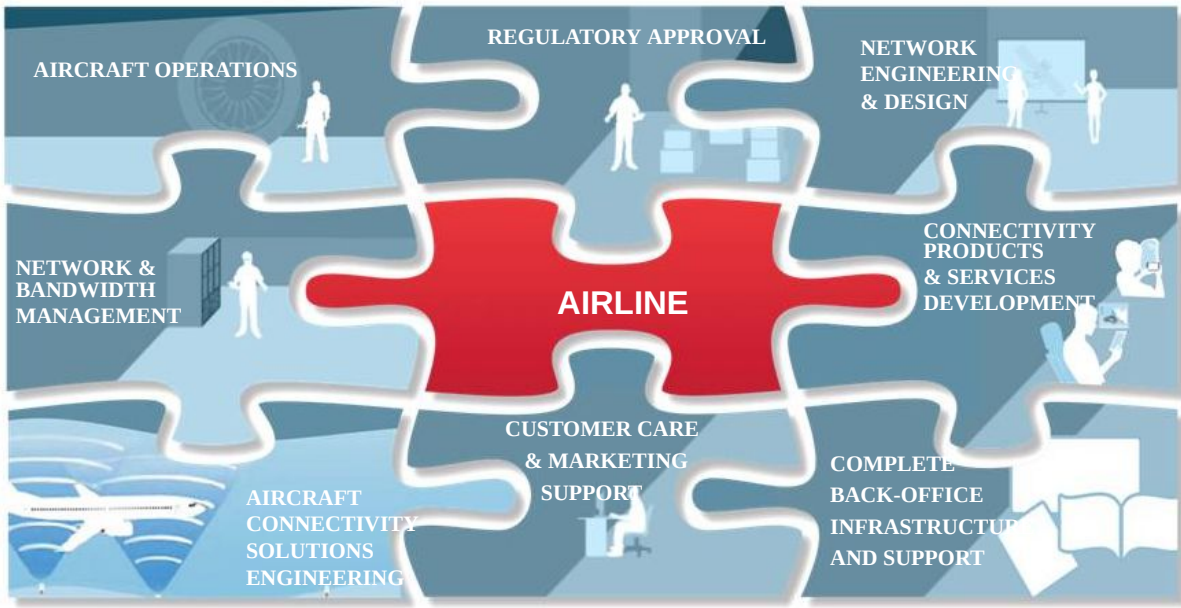 AIRCRAFT OPERATIONS
REGULATORY APPROVAL
NETWORK
ENGINEERING
& DESIGN
NETWORK &
BANDWIDTH
MANAGEMENT
AIRLINE
CONNECTIVITY
PRODUCTS
& SERVICES
DEVELOPMENT
AIRCRAFT
CONNECTIVITY
SOLUTIONS
ENGINEERING
CUSTOMER CARE
& MARKETING
SUPPORT
COMPLETE
BACK-OFFICE
INFRASTRUCTURE
AND SUPPORT